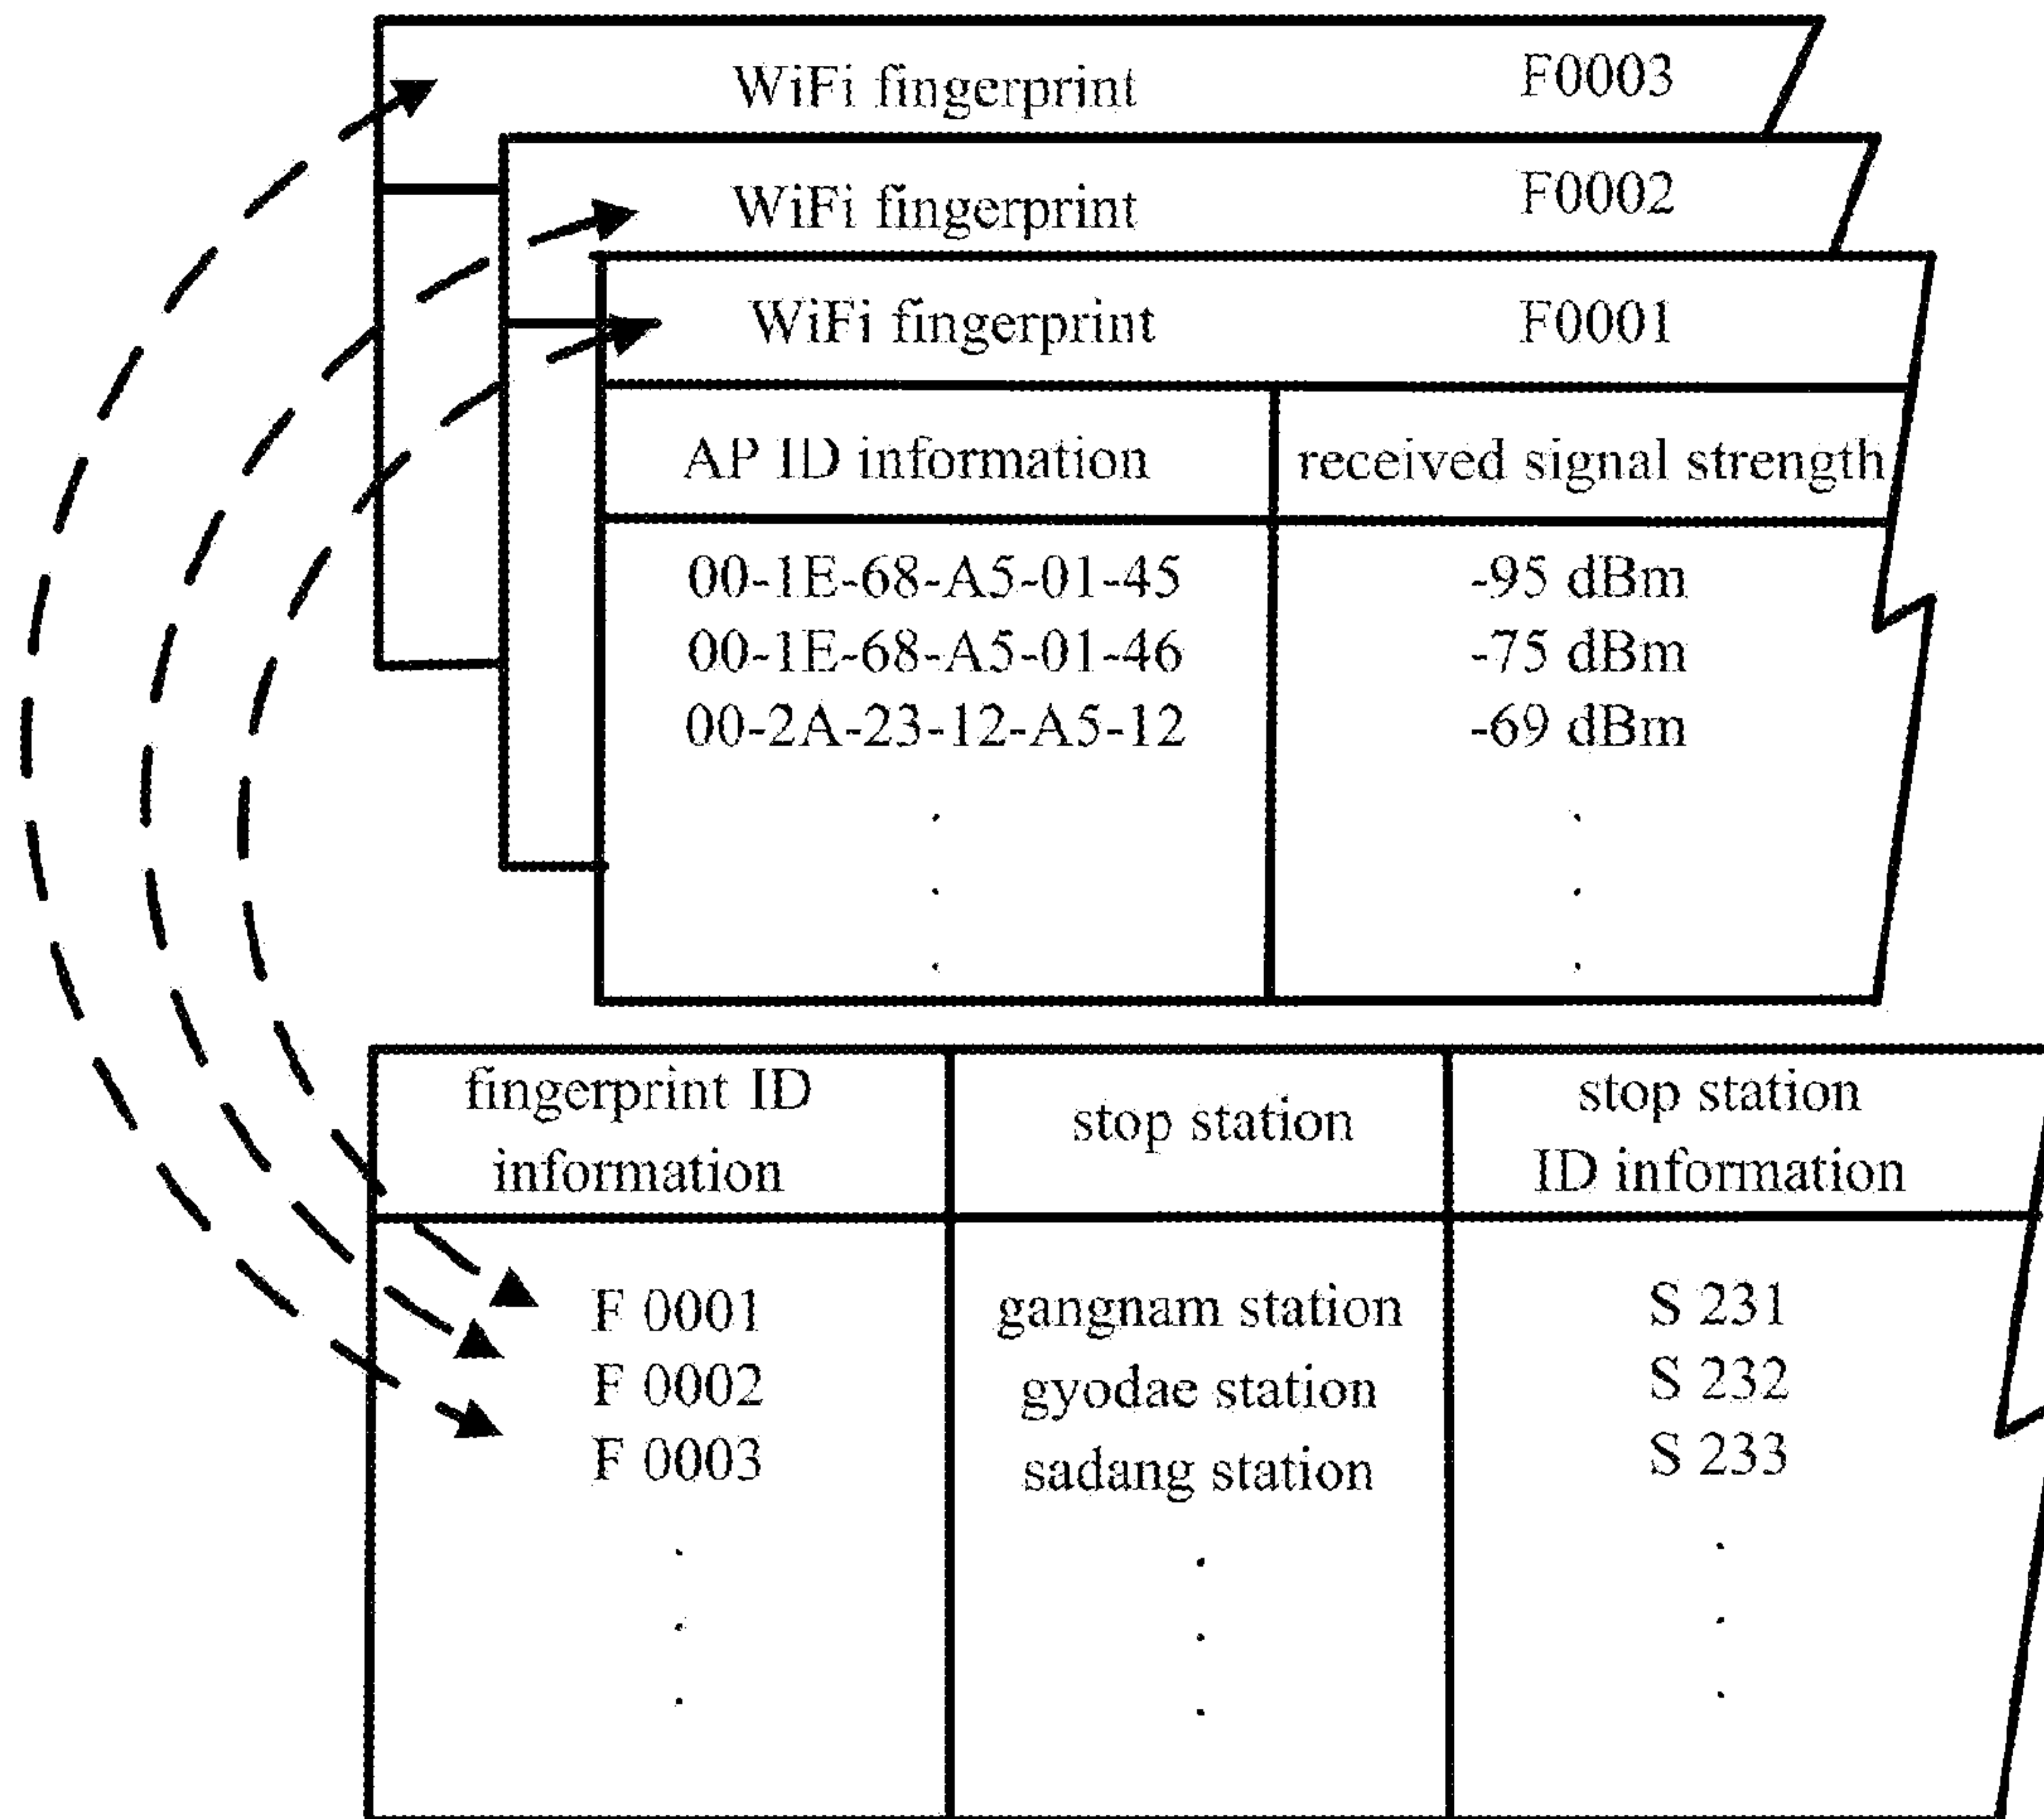 WiFi fingerprint F0003
WiFi fingerprint F0002
WiFi fingerprint F0001
AP ID information received signal strength
00-1E-68-A5-01-45 -95 dBm
00-1E-68-A5-01-46 -75 dBm
00-2A-23-12-A5-12 -69 dBm
. .
. .
. .
fingerprint ID
information
stop station
stop station
ID information
F 0001 gangnam station S 231
F 0002 gyodae station S 232
F 0003 sadang station S 233
. . .
. . .
. . .